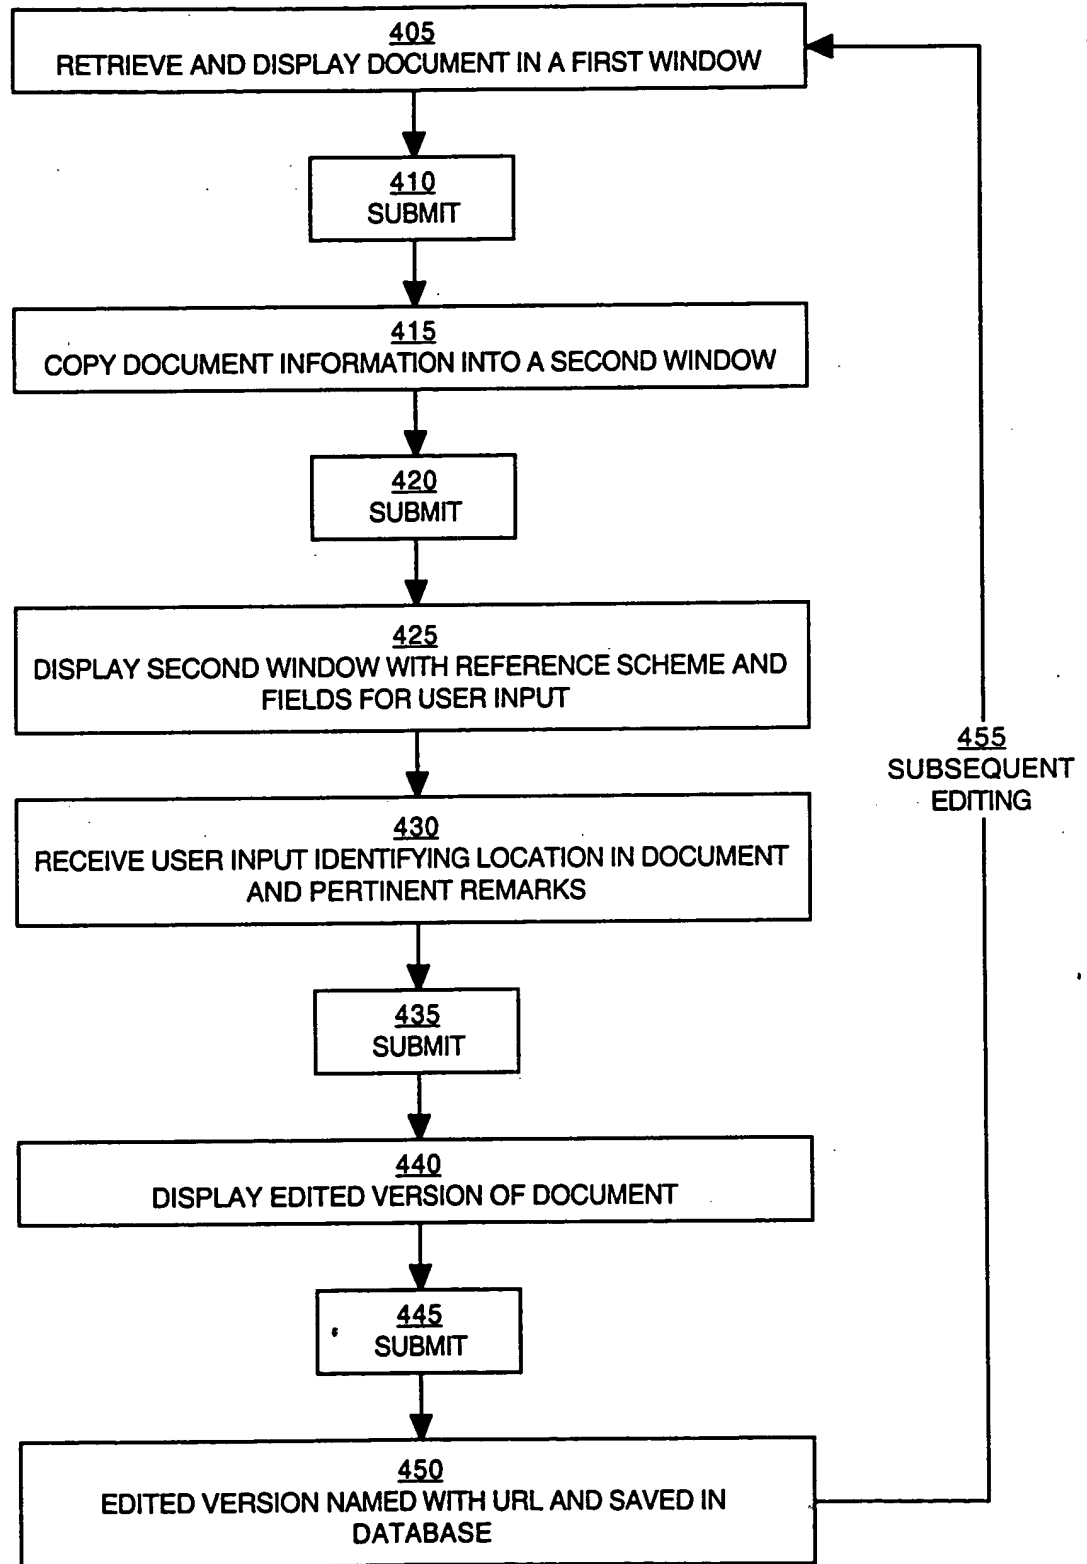 405
RETRIEVE AND DISPLAY DOCUMENT IN A FIRST WINDOW
410
SUBMIT
415
COPY DOCUMENT INFORMATION INTO A SECOND WINDOW
420
SUBMIT
425
DISPLAY SECOND WINDOW WITH REFERENCE SCHEME AND
FIELDS FOR USER INPUT
430
RECEIVE USER INPUT IDENTIFYING LOCATION IN DOCUMENT
AND PERTINENT REMARKS
435
SUBMIT
440
DISPLAY EDITED VERSION OF DOCUMENT
445
SUBMIT
450
EDITED VERSION NAMED WITH URL AND SAVED IN
DATABASE
455
SUBSEQUENT
EDITING